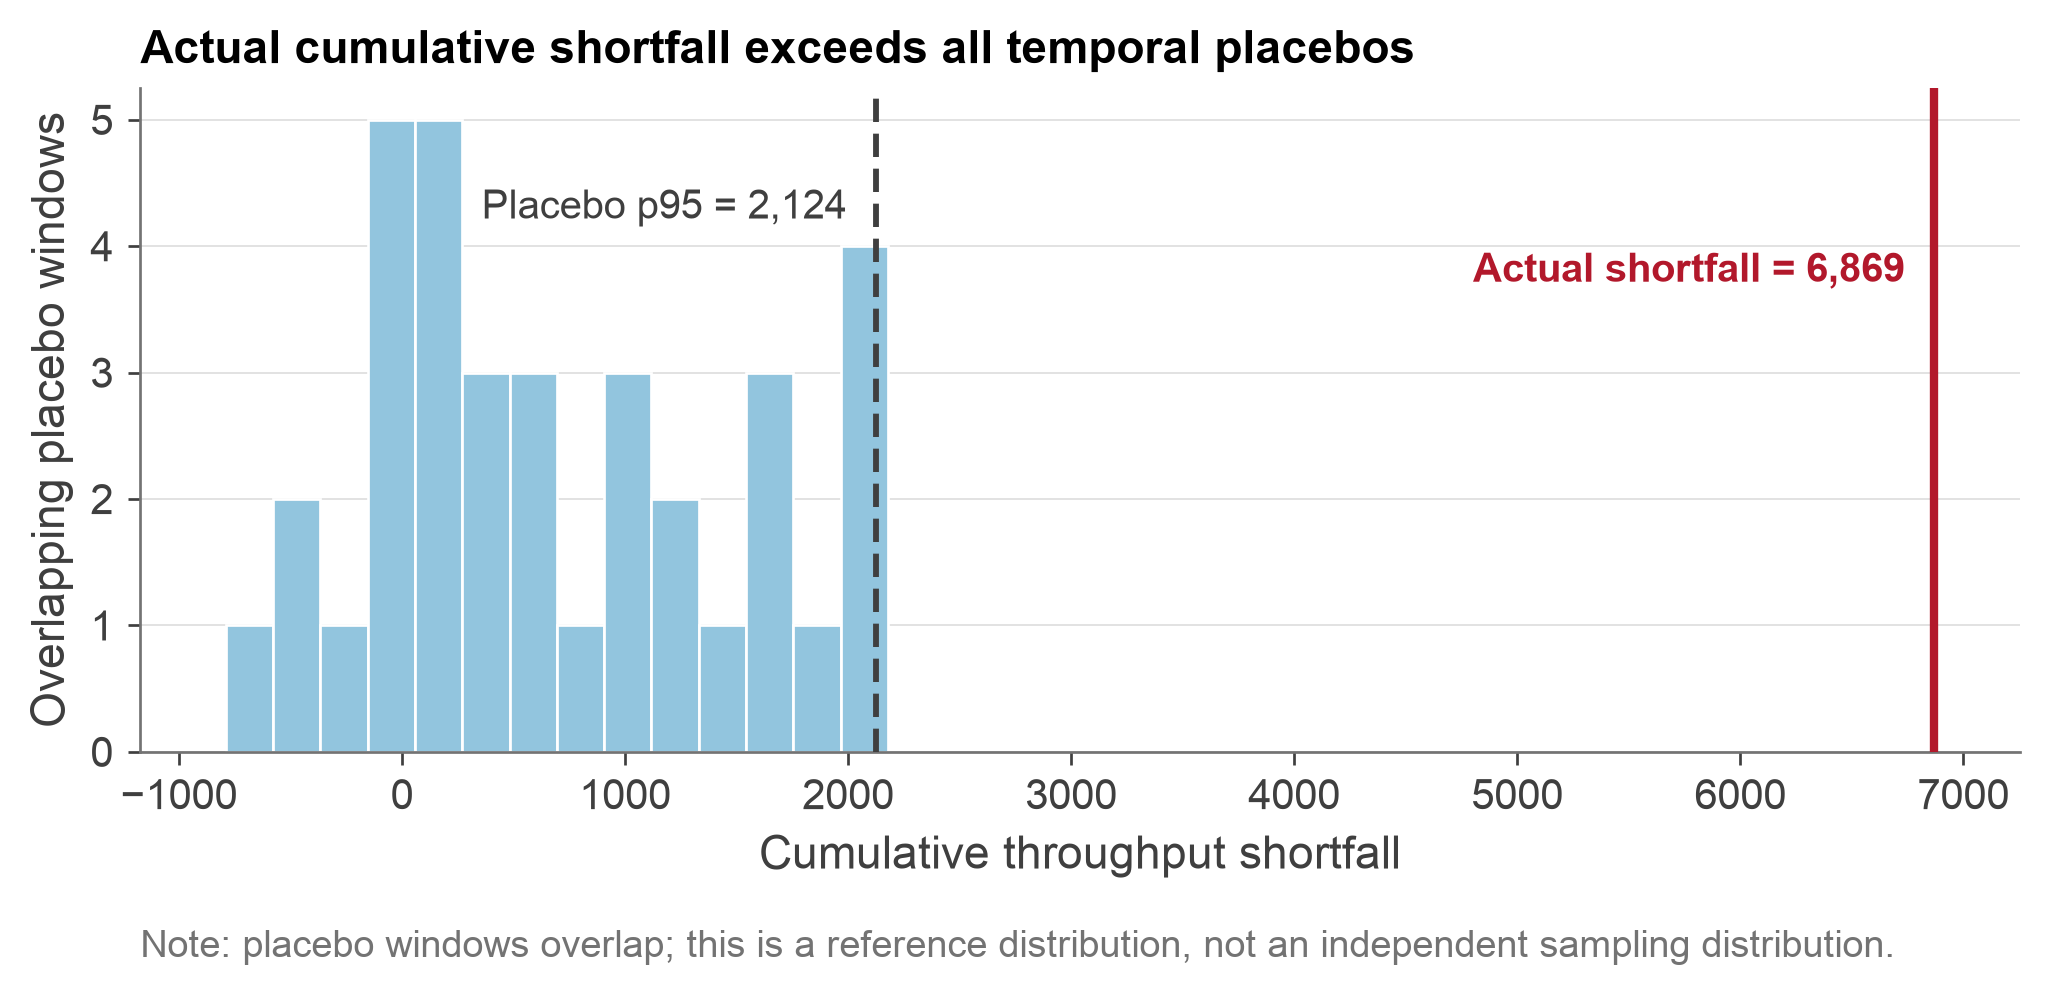 Actual cumulative shortfall exceeds all temporal placebos
Overlapping placebo windows
5
4
3
2
1
0
Placebo p95 = 2,124
Actual shortfall = 6,869
−1000
0
1000
2000
3000
4000
5000
6000
7000
Cumulative throughput shortfall
Note: placebo windows overlap; this is a reference distribution, not an independent sampling distribution.